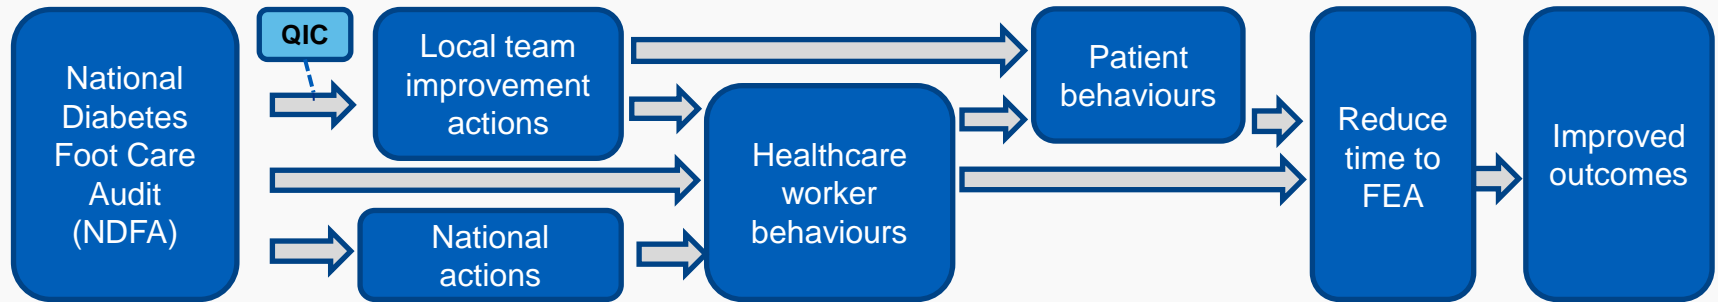 National
Diabetes
Foot Care
Audit
(NDFA)
QIC
Local team
improvement
actions
National
actions
Healthcare
worker
behaviours
Patient
behaviours
Reduce
time to
FEA
Improved
outcomes